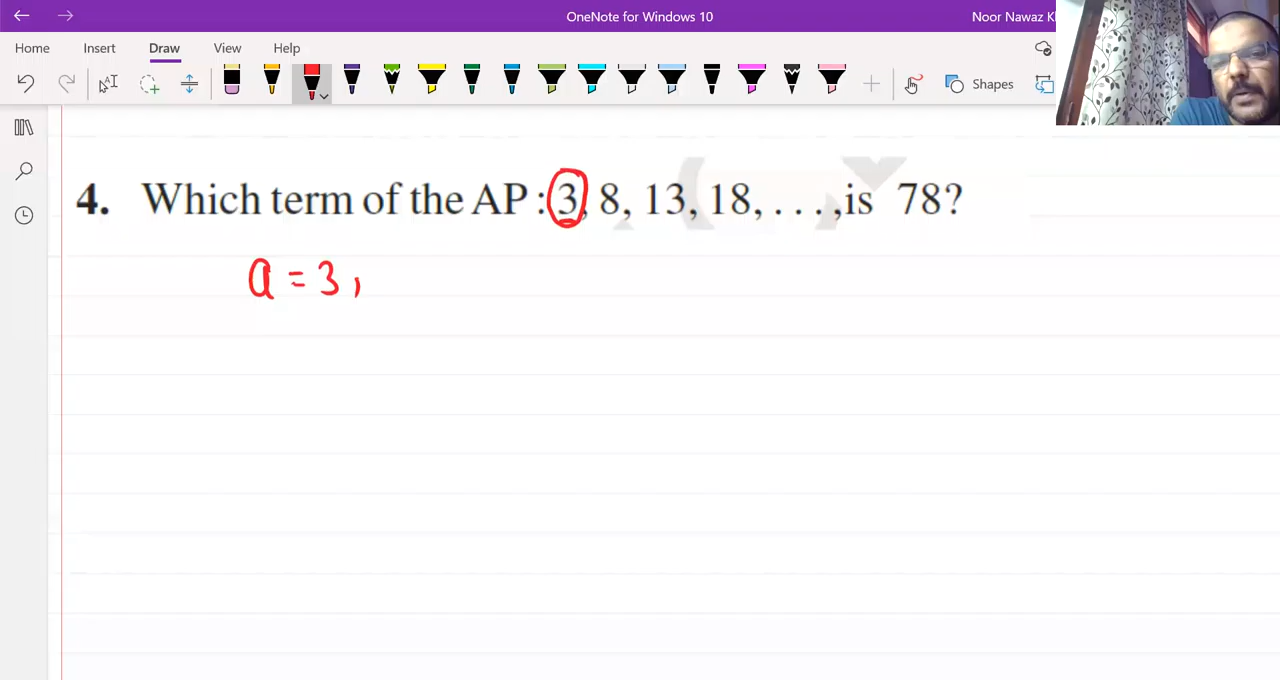 OneNote for Windows 10
Noor Nawaz Kh
Home Insert Draw View Help
Shapes
4. Which term of the AP : 3, 8, 13, 18, . . . ,is 78?
a = 3 ,